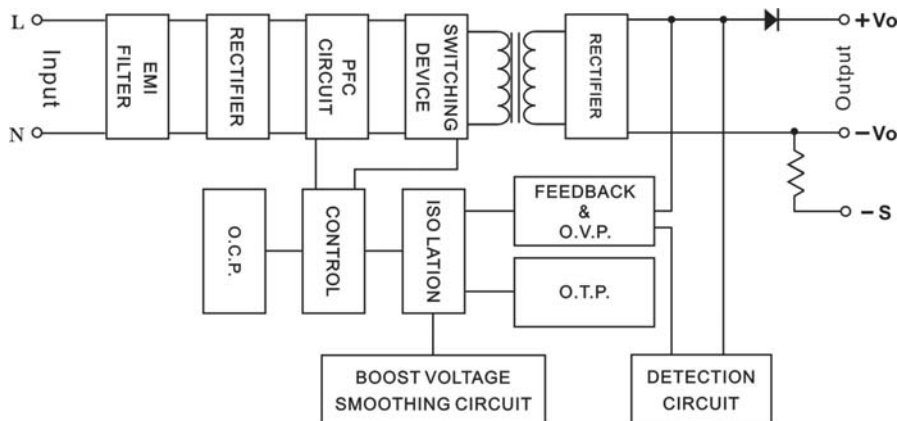 L
Input
N
EMI
FILTER
RECTIFIER
PFC
CIRCUIT
SWITCHING
DEVICE
RECTIFIER
+Vo
Output
−Vo
−S
O.C.P.
CONTROL
ISO LATION
FEEDBACK
&
O.V.P.
O.T.P.
BOOST VOLTAGE
SMOOTHING CIRCUIT
DETECTION
CIRCUIT